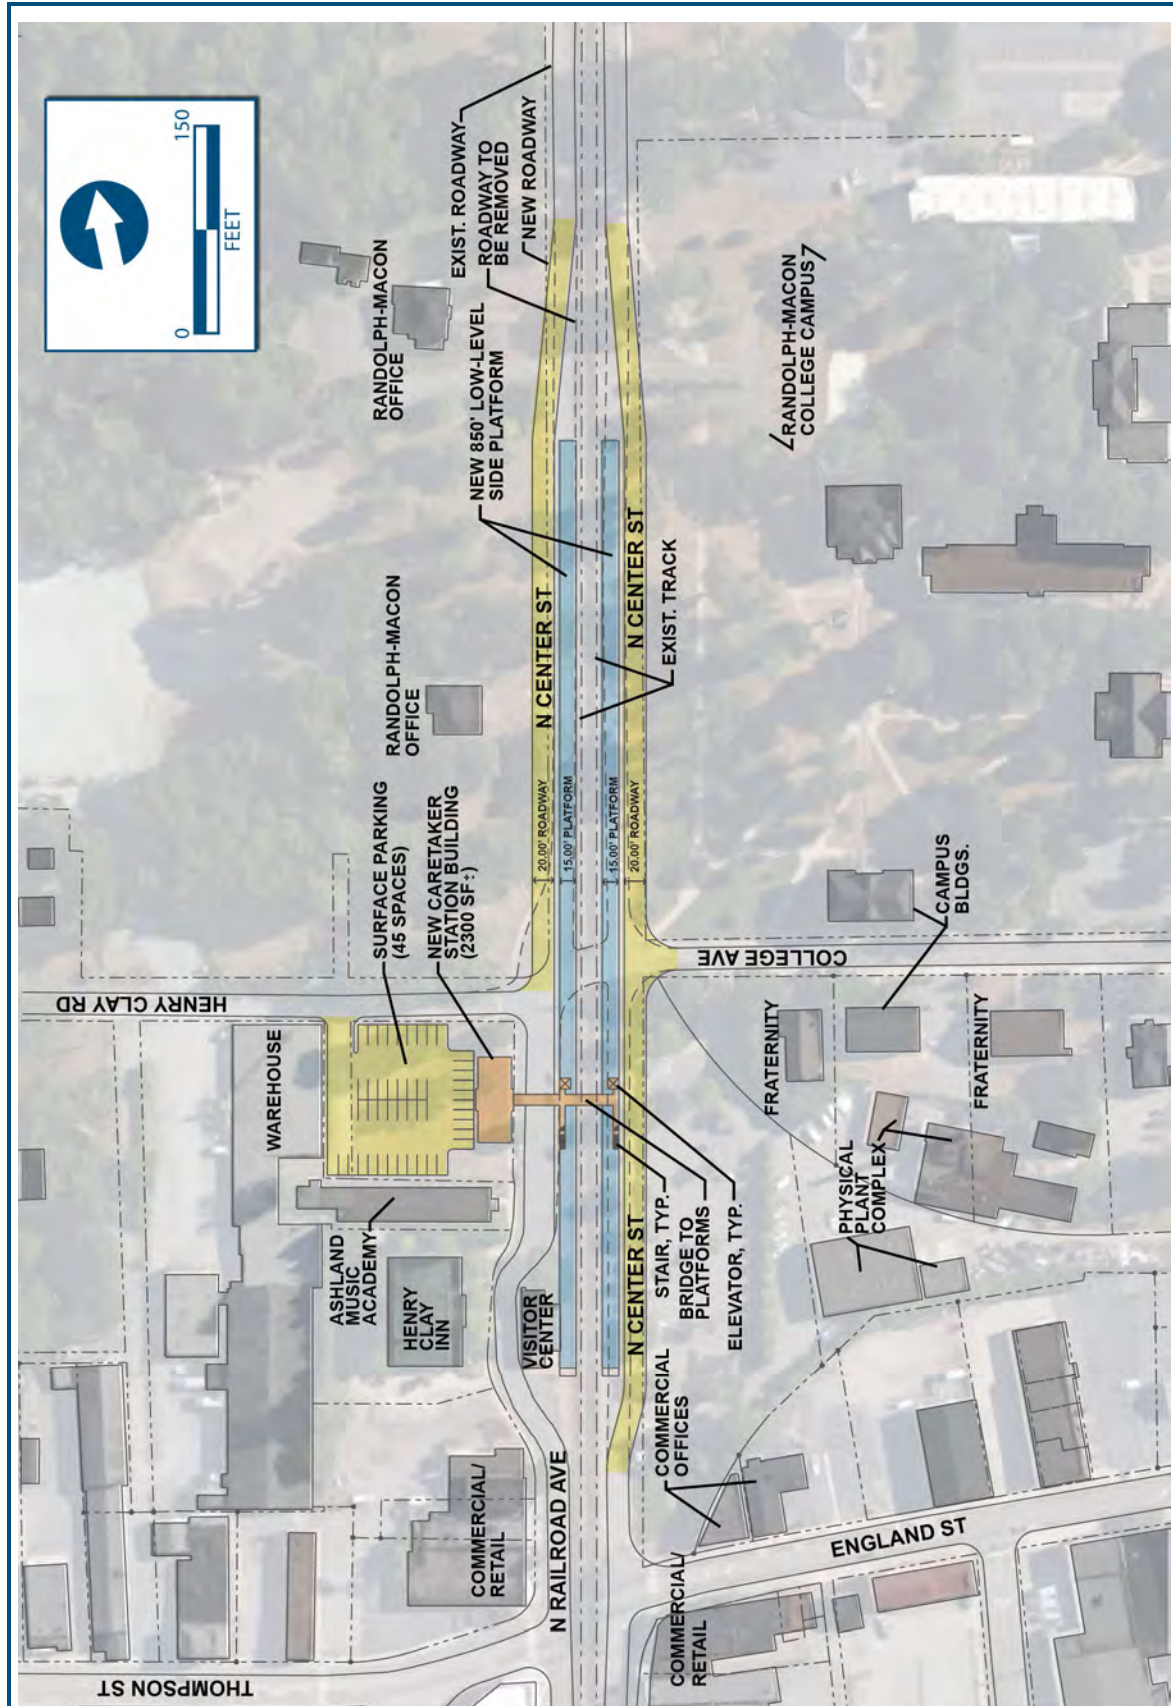 0
150
FEET
EXIST. ROADWAY
ROADWAY TO
BE REMOVED
NEW ROADWAY
RANDOLPH-MACON
OFFICE
NEW 850' LOW-LEVEL
SIDE PLATFORM
RANDOLPH-MACON
COLLEGE CAMPUS
N CENTER ST
N CENTER ST
EXIST. TRACK
RANDOLPH-MACON
OFFICE
20.00' ROADWAY
15.00' PLATFORM
15.00' PLATFORM
20.00' ROADWAY
SURFACE PARKING
(45 SPACES)
NEW CARETAKER
STATION BUILDING
(2300 SF±)
HENRY CLAY RD
COLLEGE AVE
CAMPUS
BLDGS.
WAREHOUSE
FRATERNITY
FRATERNITY
PHYSICAL
PLANT
COMPLEX
ASHLAND
MUSIC
ACADEMY
HENRY
CLAY
INN
VISITOR
CENTER
N CENTER ST
STAIR, TYP.
BRIDGE TO
PLATFORMS
ELEVATOR, TYP.
COMMERCIAL
OFFICES
COMMERCIAL/
RETAIL
N RAILROAD AVE
COMMERCIAL/
RETAIL
ENGLAND ST
THOMPSON ST